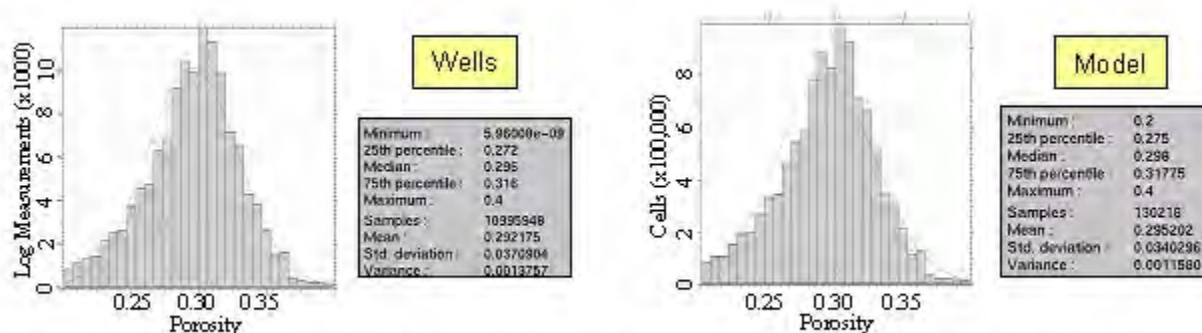 Log Measurements (x1000)
0
2
4
6
8
10
0.25 0.30 0.35
Porosity
Wells
Minimum : 5.96008e-09
25th percentile : 0.272
Median : 0.295
75th percentile : 0.316
Maximum : 0.4
Samples : 10995948
Mean : 0.292175
Std. deviation : 0.0370904
Variance : 0.0013757
Cells (x100,000)
0
2
4
6
8
0.25 0.30 0.35
Porosity
Model
Minimum : 0.2
25th percentile : 0.275
Median : 0.298
75th percentile : 0.31775
Maximum : 0.4
Samples : 130218
Mean : 0.295202
Std. deviation : 0.0340296
Variance : 0.0011580